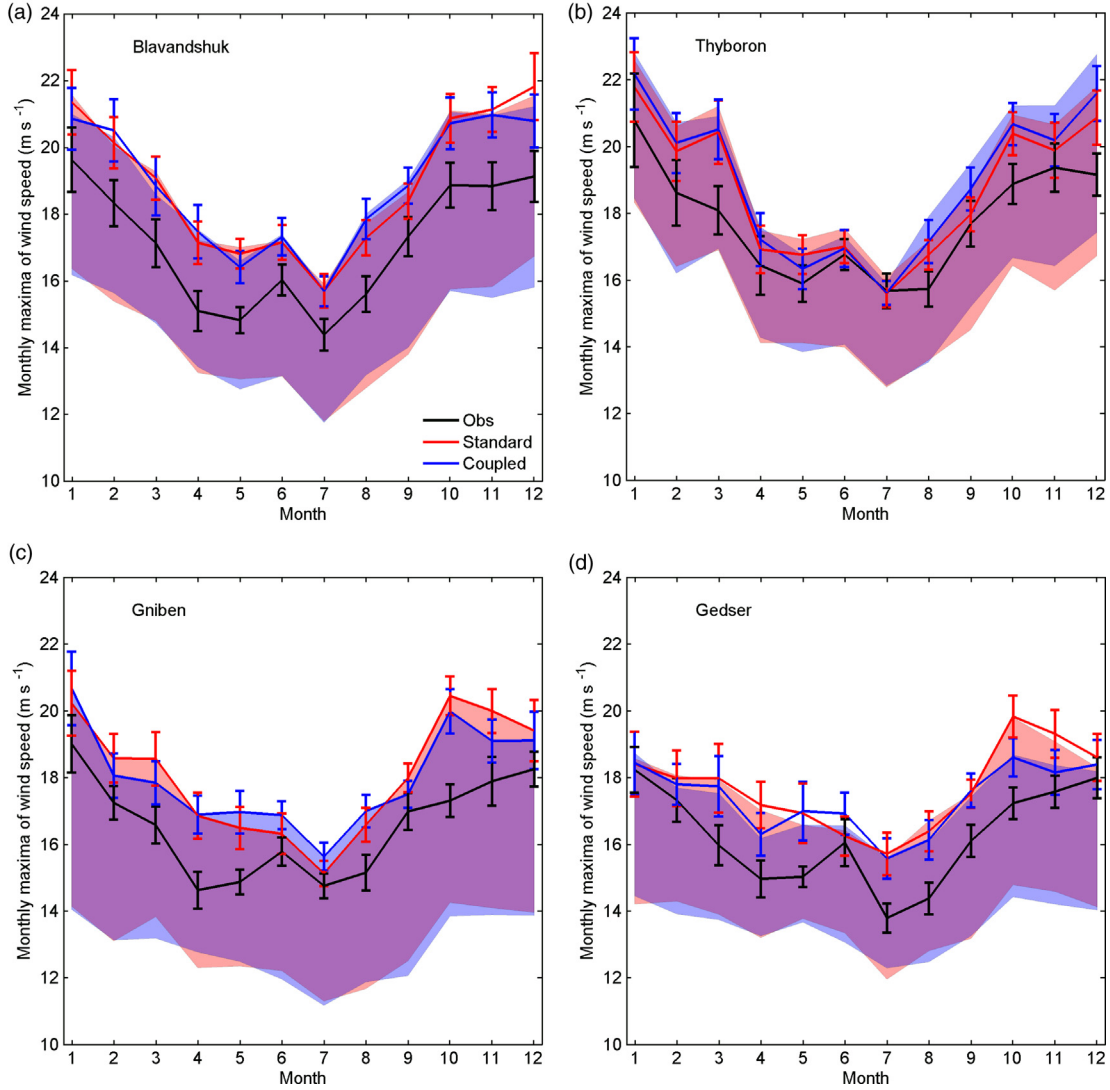 (a)
Blavandshuk
Monthly maxima of wind speed (m s⁻¹)
24
22
20
18
16
14
12
10
1 2 3 4 5 6 7 8 9 10 11 12
Month
Obs
Standard
Coupled
(b)
Thyboron
Monthly maxima of wind speed (m s⁻¹)
24
22
20
18
16
14
12
10
1 2 3 4 5 6 7 8 9 10 11 12
Month
(c)
Gniben
Monthly maxima of wind speed (m s⁻¹)
24
22
20
18
16
14
12
10
1 2 3 4 5 6 7 8 9 10 11 12
Month
(d)
Gedser
Monthly maxima of wind speed (m s⁻¹)
24
22
20
18
16
14
12
10
1 2 3 4 5 6 7 8 9 10 11 12
Month